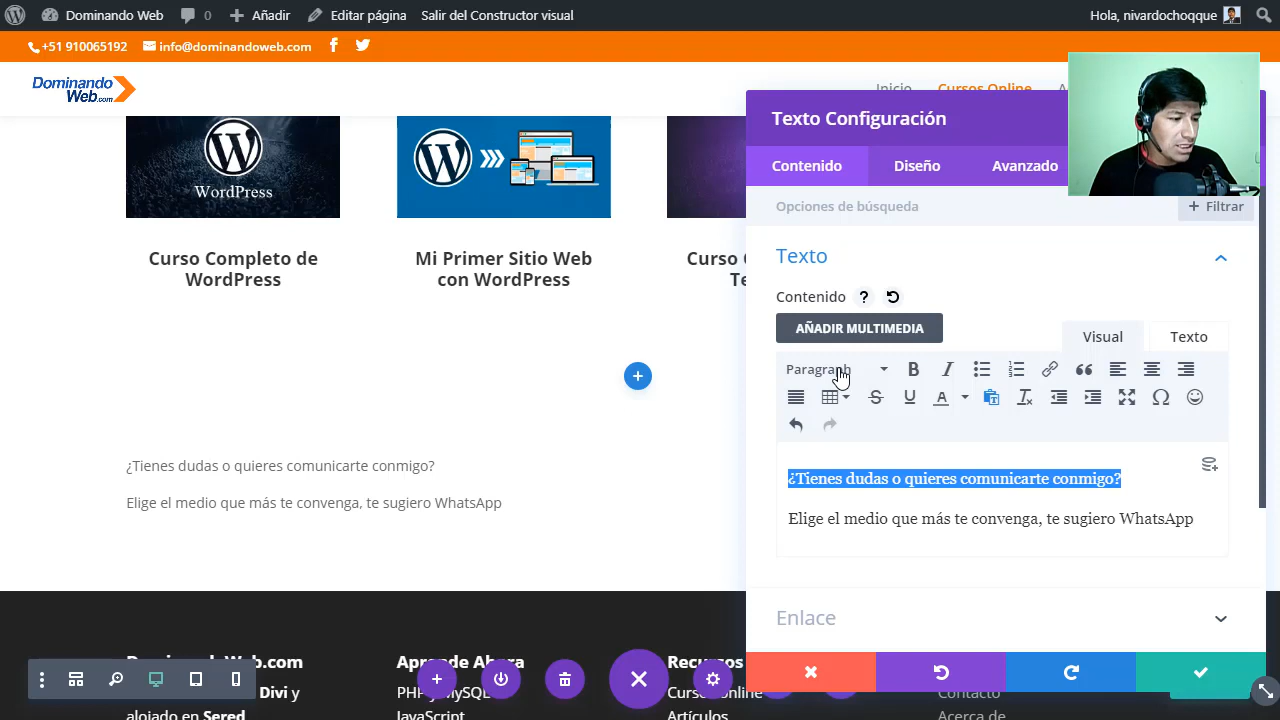 Dominando Web
0
Añadir
Editar página
Salir del Constructor visual
Hola, nivardochoqque
+51 910065192
info@dominandoweb.com
Dominando
Web.com
Inicio
Cursos Online
A
WordPress
Curso Completo de
WordPress
Mi Primer Sitio Web
con WordPress
Curso
Te
¿Tienes dudas o quieres comunicarte conmigo?
Elige el medio que más te convenga, te sugiero WhatsApp
Texto Configuración
Contenido
Diseño
Avanzado
Opciones de búsqueda
+ Filtrar
Texto
Contenido
AÑADIR MULTIMEDIA
Visual
Texto
Paragraph
¿Tienes dudas o quieres comunicarte conmigo?
Elige el medio que más te convenga, te sugiero WhatsApp
Enlace
Web.com
Divi y
alojado en Sered
Aprende Ahora
PHP y MySQL
JavaScript
Recursos
Cursos Online
Artículos
Contacto
Acerca de